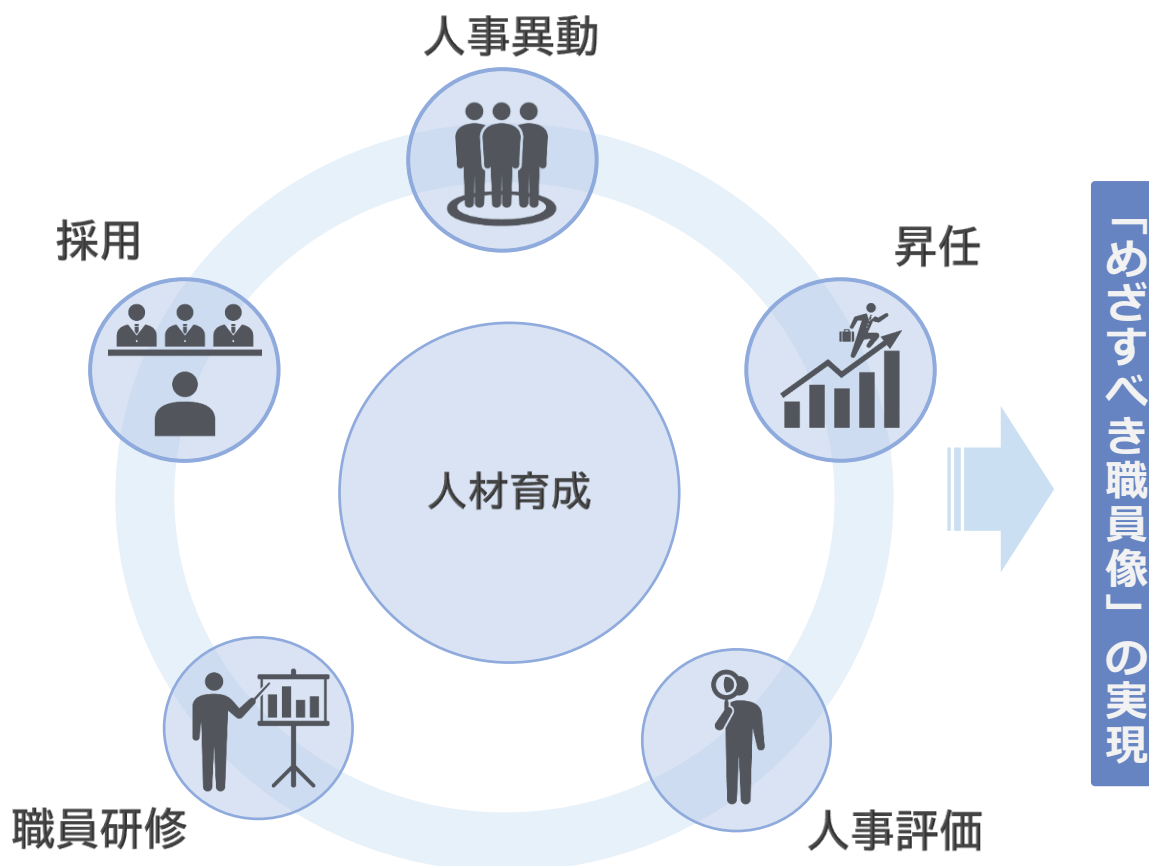 人事異動
採用
昇任
人材育成
職員研修
人事評価
「めざすべき職員像」の実現